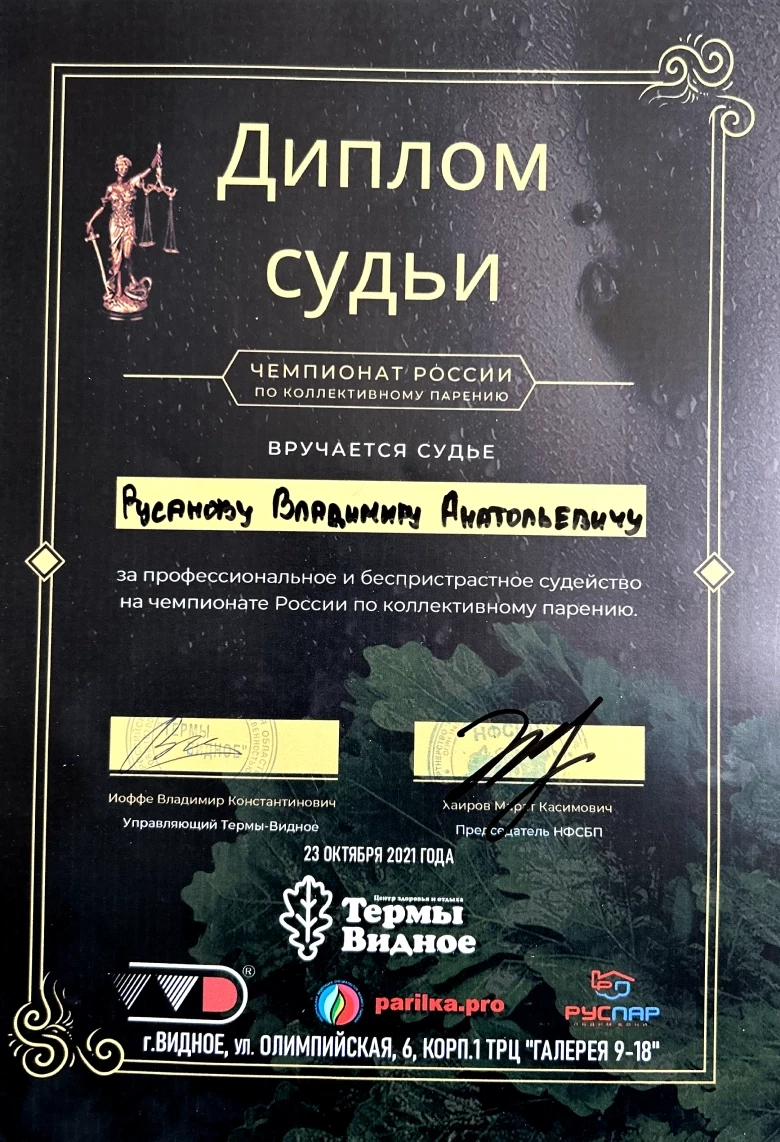 Диплом
судьи
ЧЕМПИОНАТ РОССИИ
ПО КОЛЛЕКТИВНОМУ ПАРЕНИЮ
ВРУЧАЕТСЯ СУДЬЕ
Русанову Владимиру Анатольевичу
за профессиональное и беспристрастное судейство
на чемпионате России по коллективному парению.
ТЕРМЫ
ВИДНОЕ"
НФСБП
Иоффе Владимир Константинович
Хаиров Марат Касимович
Управляющий Термы-Видное
Председатель НФСБП
23 ОКТЯБРЯ 2021 ГОДА
Центр здоровья и отдыха
Термы
Видное
®
parilka.pro
РУСПАР
г.ВИДНОЕ, ул. ОЛИМПИЙСКАЯ, 6, КОРП.1 ТРЦ "ГАЛЕРЕЯ 9-18"